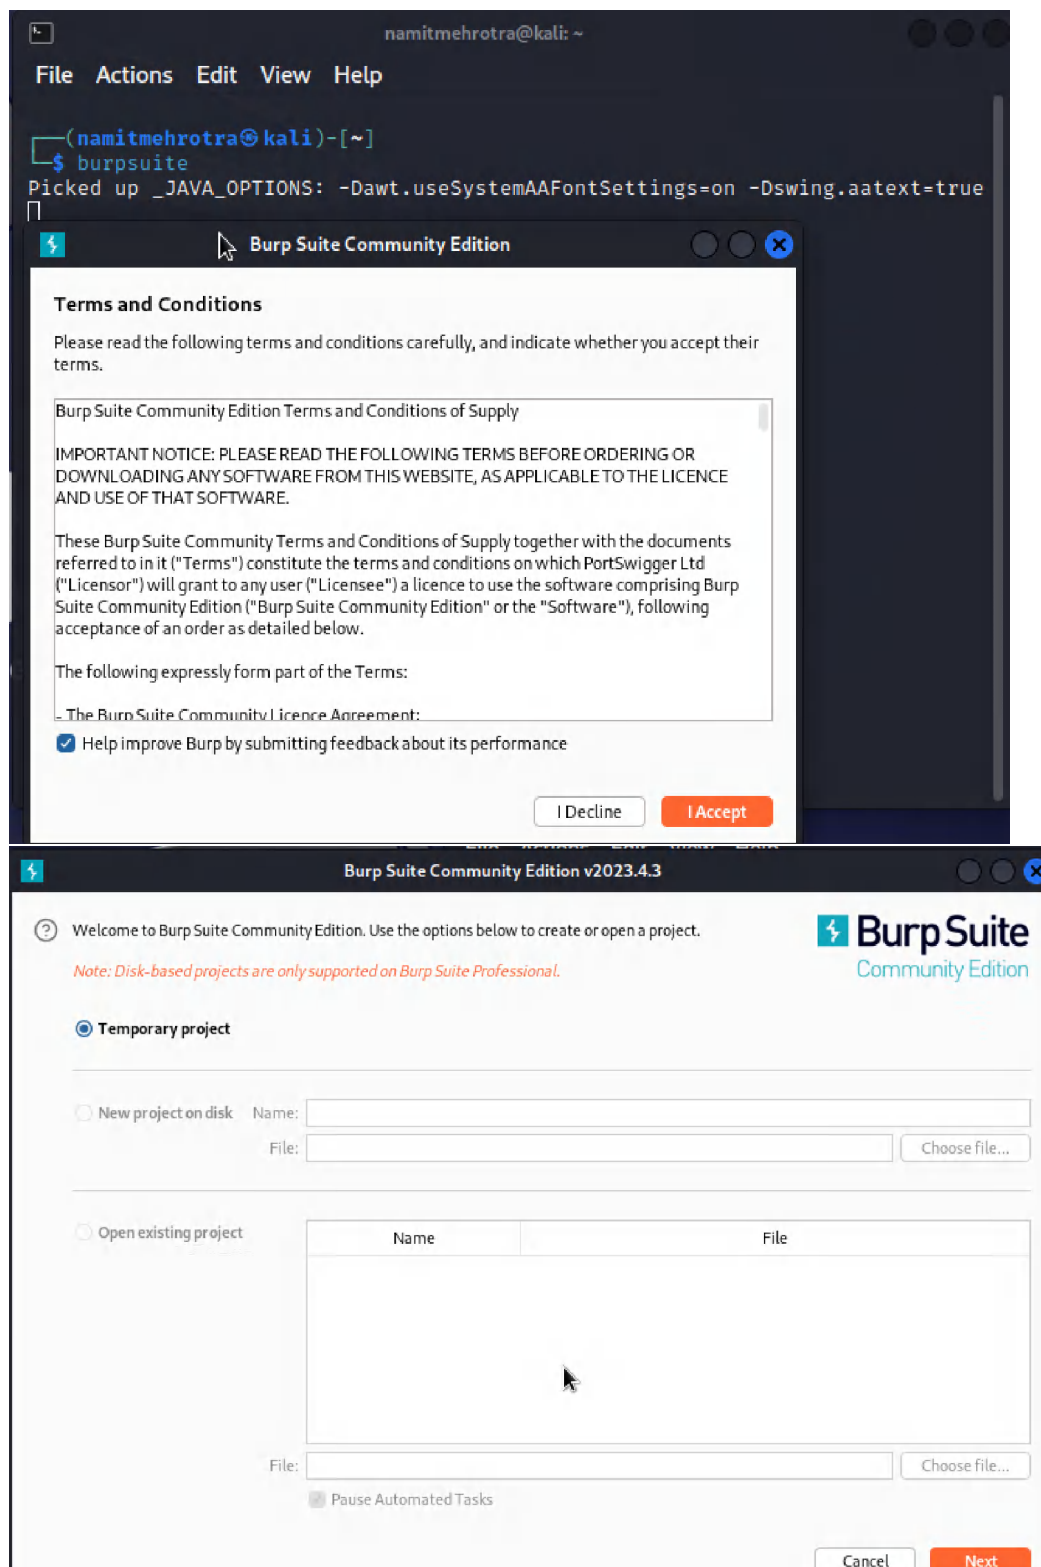 namitmehrotra@kali: ~
File Actions Edit View Help
(namitmehrotra㉿kali)-[~]
$ burpsuite
Picked up _JAVA_OPTIONS: -Dawt.useSystemAAFontSettings=on -Dswing.aatext=true
Burp Suite Community Edition
Terms and Conditions
Please read the following terms and conditions carefully, and indicate whether you accept their
terms.
Burp Suite Community Edition Terms and Conditions of Supply
IMPORTANT NOTICE: PLEASE READ THE FOLLOWING TERMS BEFORE ORDERING OR
DOWNLOADING ANY SOFTWARE FROM THIS WEBSITE, AS APPLICABLE TO THE LICENCE
AND USE OF THAT SOFTWARE.
These Burp Suite Community Terms and Conditions of Supply together with the documents
referred to in it ("Terms") constitute the terms and conditions on which PortSwigger Ltd
("Licensor") will grant to any user ("Licensee") a licence to use the software comprising Burp
Suite Community Edition ("Burp Suite Community Edition" or the "Software"), following
acceptance of an order as detailed below.
The following expressly form part of the Terms:
- The Burp Suite Community Licence Agreement;
Help improve Burp by submitting feedback about its performance
I Decline I Accept
File Actions Edit View Help
Burp Suite Community Edition v2023.4.3
Welcome to Burp Suite Community Edition. Use the options below to create or open a project.
Note: Disk-based projects are only supported on Burp Suite Professional.
Burp Suite
Community Edition
Temporary project
New project on disk Name:
File: Choose file...
Open existing project Name File
File: Choose file...
Pause Automated Tasks
Cancel Next